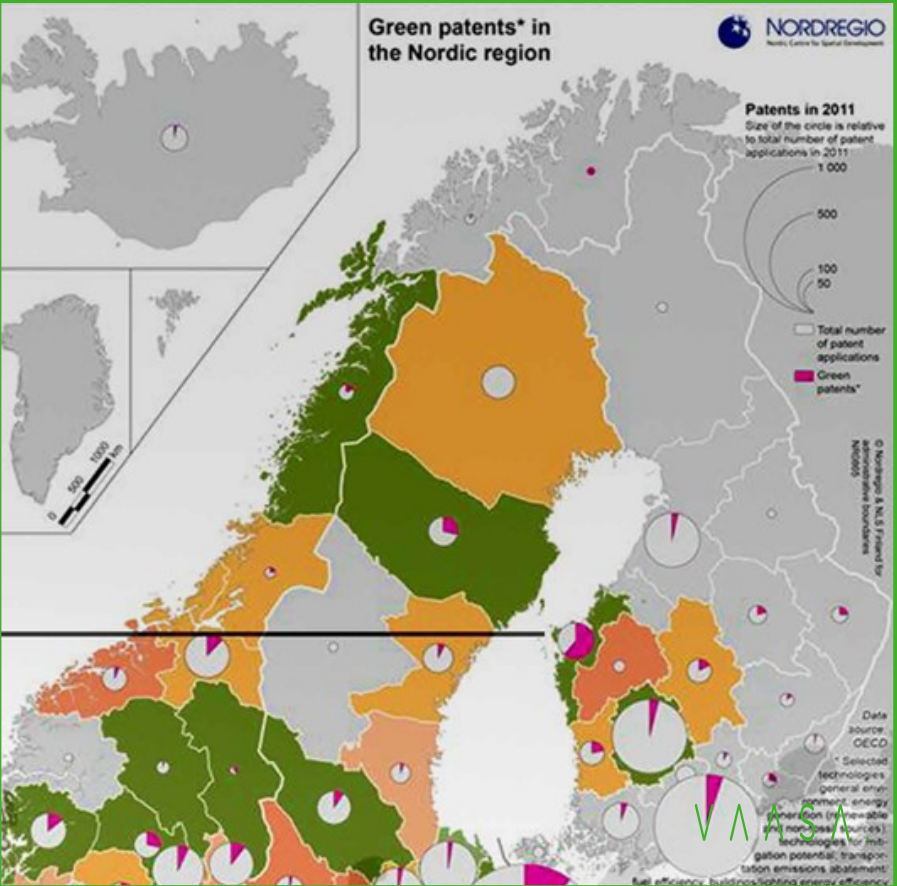 Green patents* in
the Nordic region
NORDREGIO
Nordic Centre for Spatial Development
Patents in 2011
Size of the circle is relative
to total number of patent
applications in 2011
1 000
500
100
50
Total number
of patent
applications
Green
patents*
© Nordregio & NLS Finland for
administrative boundaries
0
500
1000
km
Data
source:
OECD
* Selected
technologies
general envi-
ronment, energy
generation (renewable
and non-fossil sources)
technologies for miti-
gation potential, transpor-
tation emissions abatement/
fuel efficiency, buildings/lighting energy efficiency
VAASA